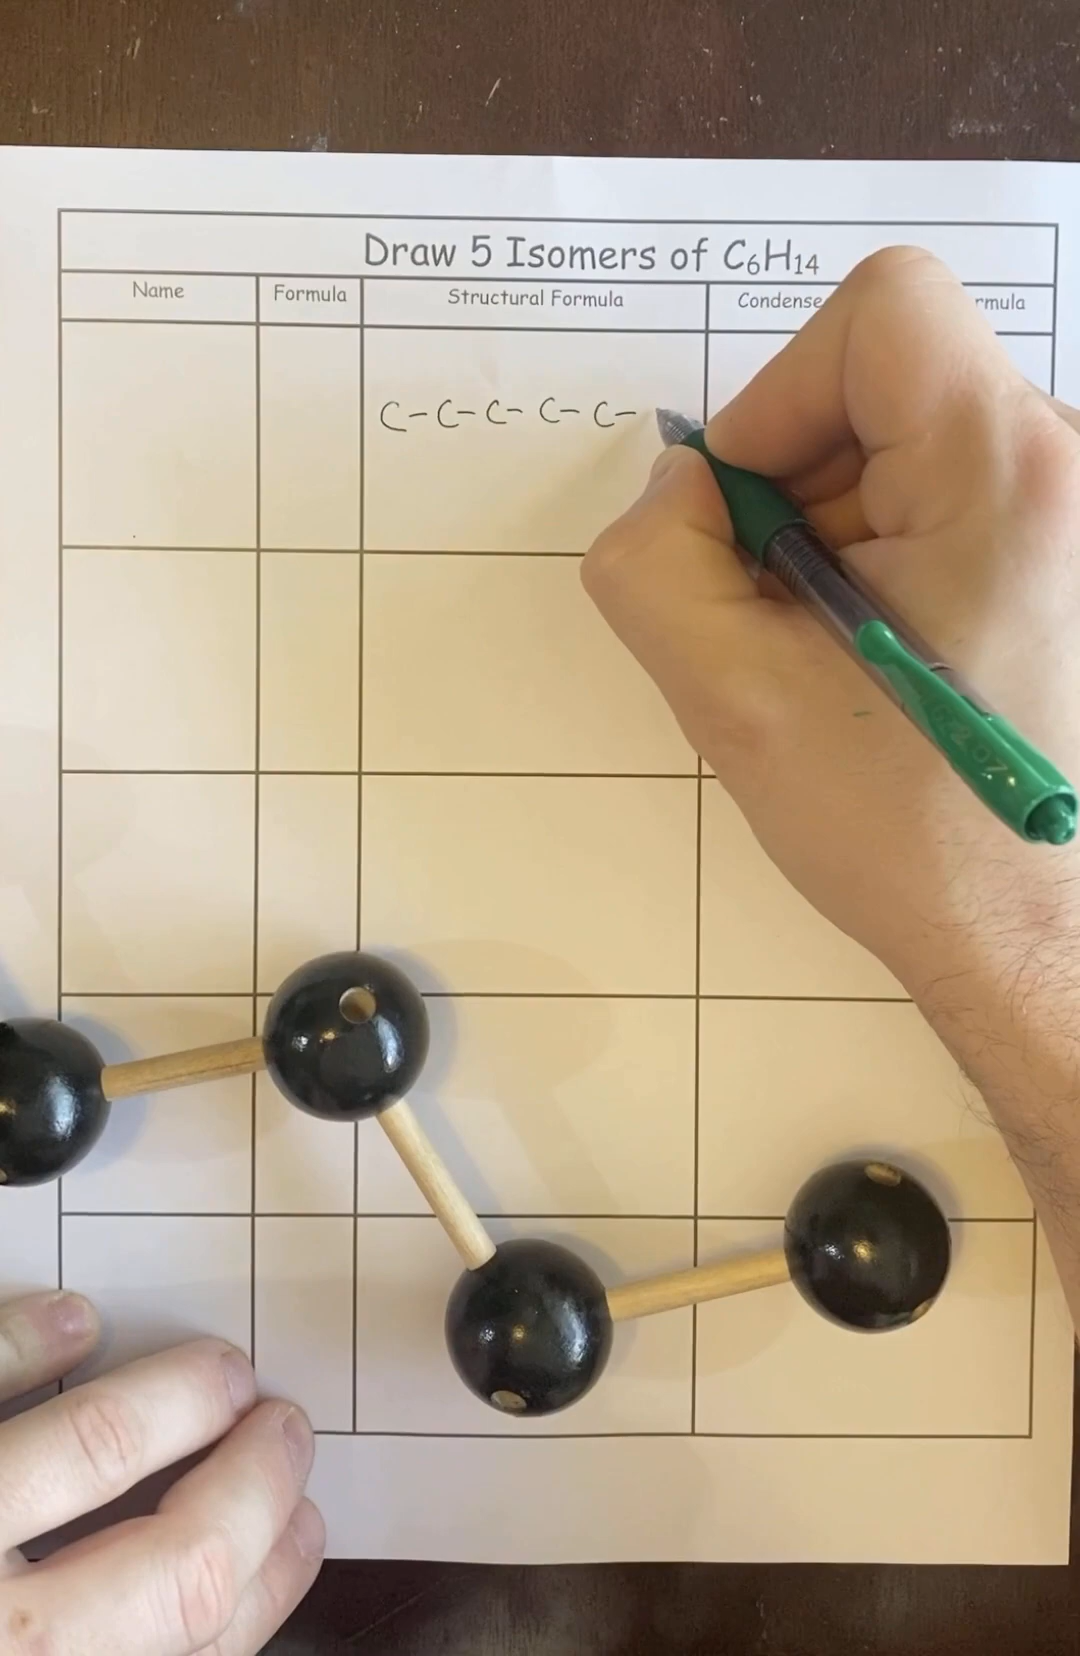 Draw 5 Isomers of C₆H₁₄
Name Formula Structural Formula Condense rmula
C-C-C-C-C-